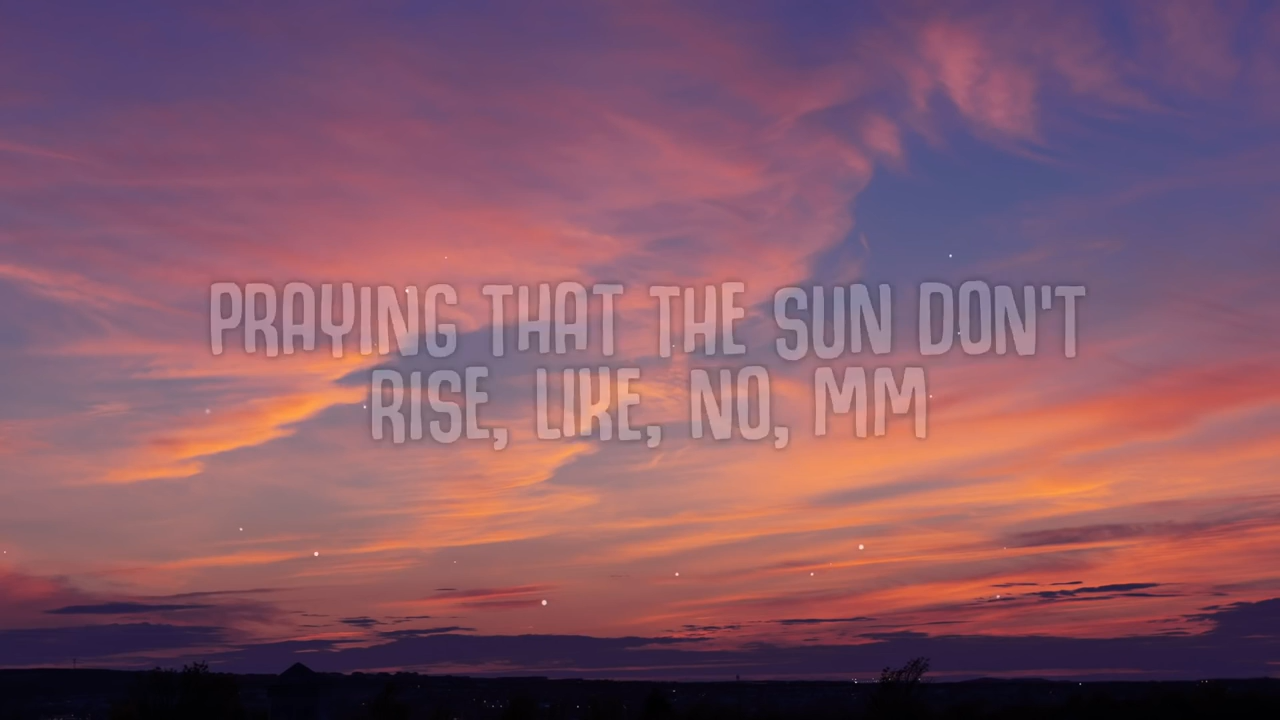 PRAYING THAT THE SUN DON'T
RISE, LIKE, NO, MM